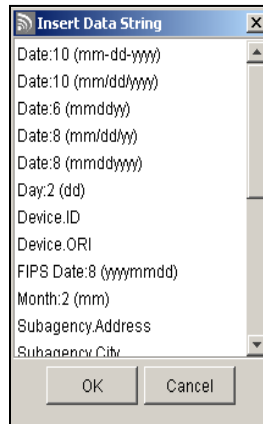 Insert Data String
Date:10 (mm-dd-yyyy)
Date:10 (mm/dd/yyyy)
Date:6 (mmddyy)
Date:8 (mm/dd/yy)
Date:8 (mmddyyyy)
Day:2 (dd)
Device.ID
Device.ORI
FIPS Date:8 (yyyymmdd)
Month:2 (mm)
Subagency.Address
Subagency.City
OK Cancel